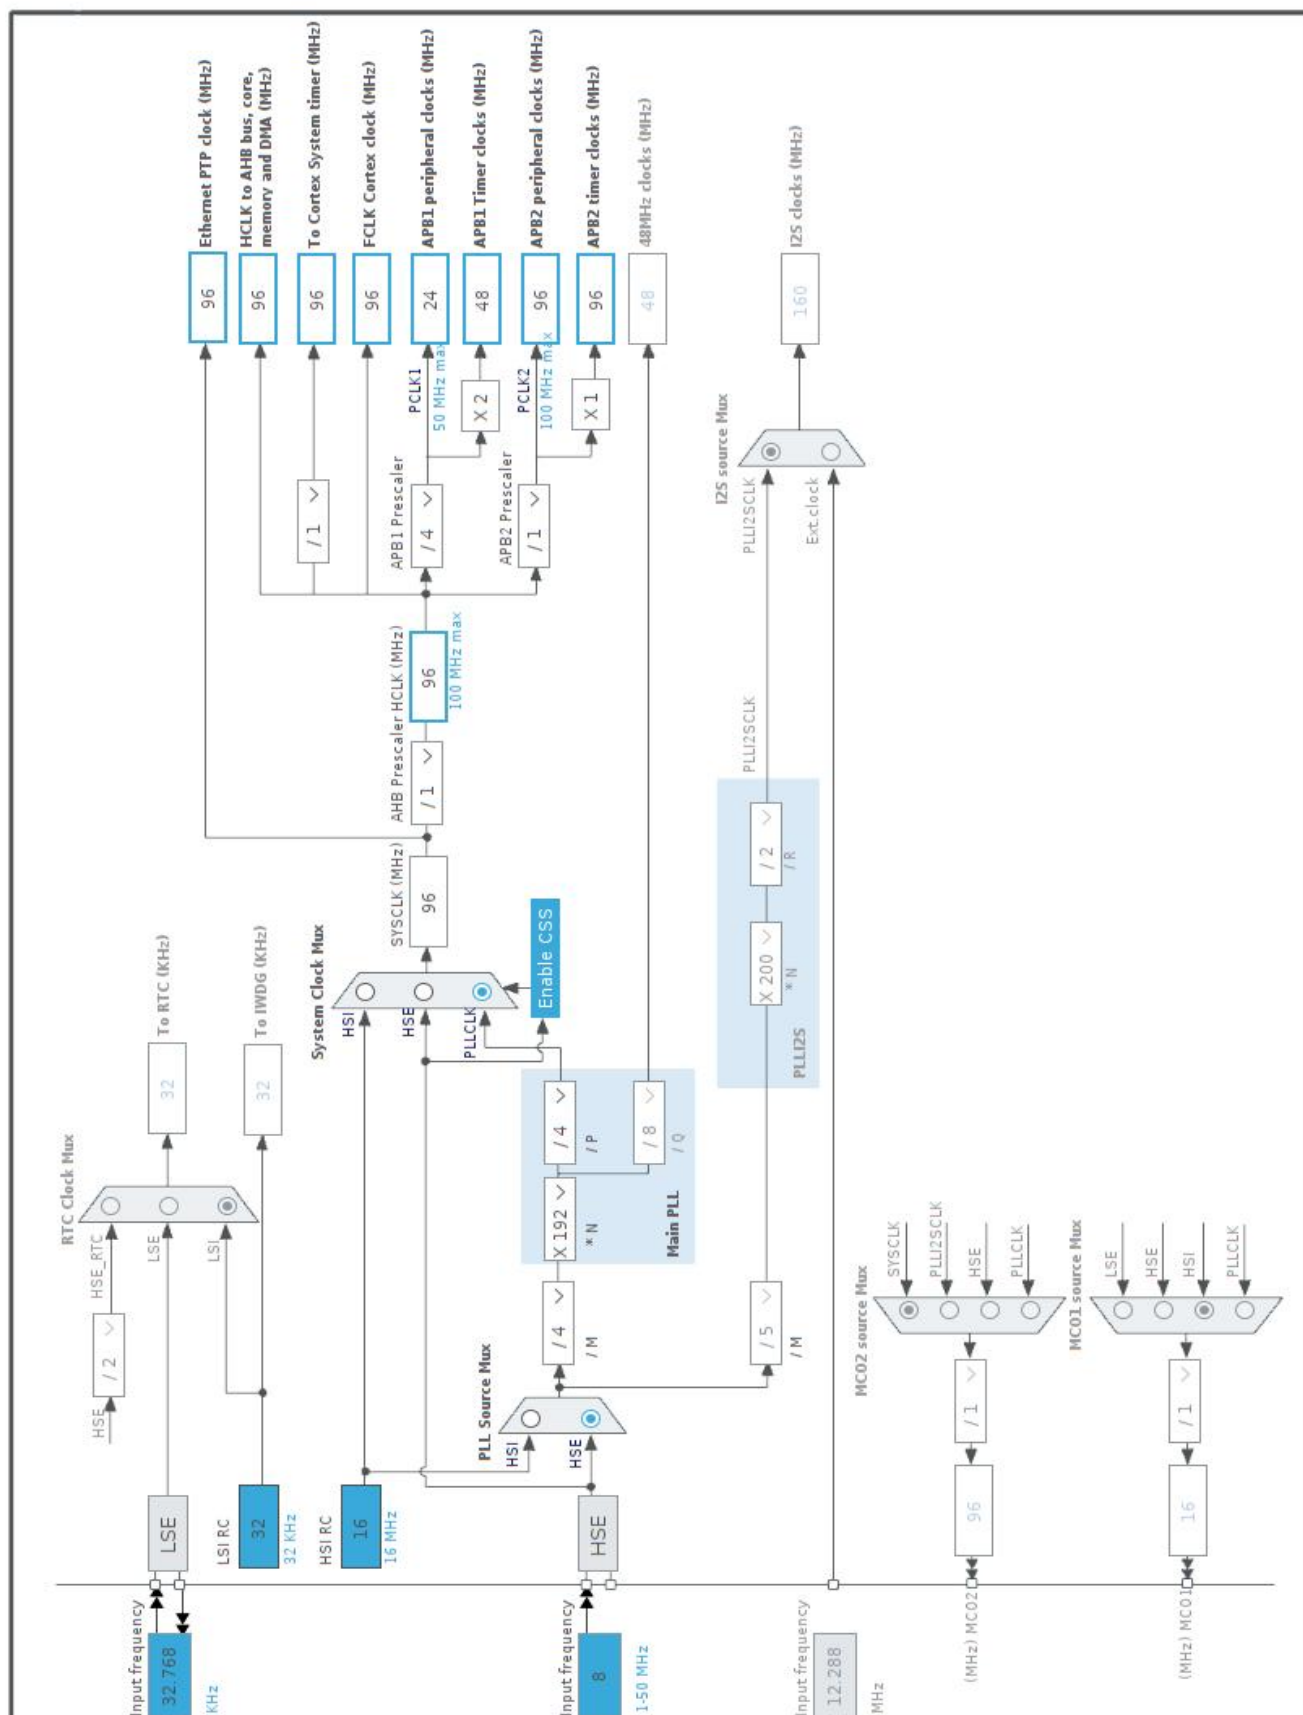 Input frequency
32.768
KHz
LSE
LSI RC
32
32 KHz
HSI RC
16
16 MHz
Input frequency
8
1-50 MHz
HSE
Input frequency
12.288
MHz
(MHz) MCO2
96
/ 1
MCO2 source Mux
SYSCLK
PLLI2SCLK
HSE
PLLCLK
(MHz) MCO1
16
/ 1
MCO1 source Mux
LSE
HSE
HSI
PLLCLK
HSE
/ 2
HSE_RTC
LSE
LSI
RTC Clock Mux
32
To RTC (KHz)
32
To IWDG (KHz)
PLL Source Mux
HSI
HSE
/ 4
/ M
X 192
* N
/ 4
/ P
/ 8
/ Q
Main PLL
/ 5
/ M
X 200
* N
/ 2
/ R
PLLI2S
PLLI2SCLK
System Clock Mux
HSI
HSE
PLLCLK
Enable CSS
SYSCLK (MHz)
96
AHB Prescaler
/ 1
HCLK (MHz)
96
100 MHz max
/ 1
APB1 Prescaler
/ 4
PCLK1
50 MHz max
X 2
APB2 Prescaler
/ 1
PCLK2
100 MHz max
X 1
I2S source Mux
PLLI2SCLK
Ext.clock
96
Ethernet PTP clock (MHz)
96
HCLK to AHB bus, core,
memory and DMA (MHz)
96
To Cortex System timer (MHz)
96
FCLK Cortex clock (MHz)
24
APB1 peripheral clocks (MHz)
48
APB1 Timer clocks (MHz)
96
APB2 peripheral clocks (MHz)
96
APB2 timer clocks (MHz)
48
48MHz clocks (MHz)
160
I2S clocks (MHz)